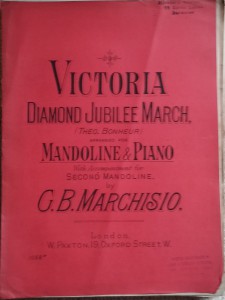 VICTORIA
DIAMOND JUBILEE MARCH,
(THEO. BONHEUR)
ARRANGED FOR
MANDOLINE & PIANO
With Accompaniment for
SECOND MANDOLINE,
by
C. B. MARCHISIO.
London.
W. PAXTON, 19, OXFORD STREET, W.